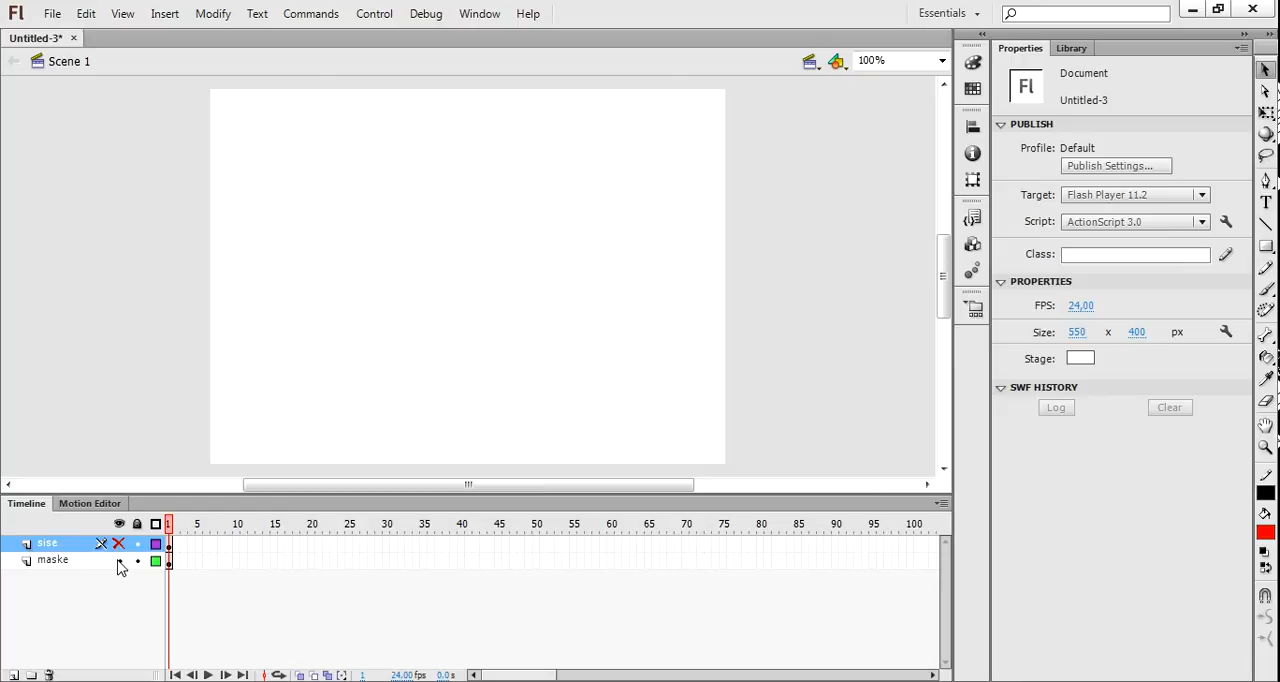 Fl File Edit View Insert Modify Text Commands Control Debug Window Help Essentials
Untitled-3*
Scene 1 100%
Properties Library
Fl Document
Untitled-3
PUBLISH
Profile: Default
Publish Settings...
Target: Flash Player 11.2
Script: ActionScript 3.0
Class:
PROPERTIES
FPS: 24,00
Size: 550 x 400 px
Stage:
SWF HISTORY
Log Clear
Timeline Motion Editor
1 5 10 15 20 25 30 35 40 45 50 55 60 65 70 75 80 85 90 95 100
sise
maske
1 24.00 fps 0.0 s